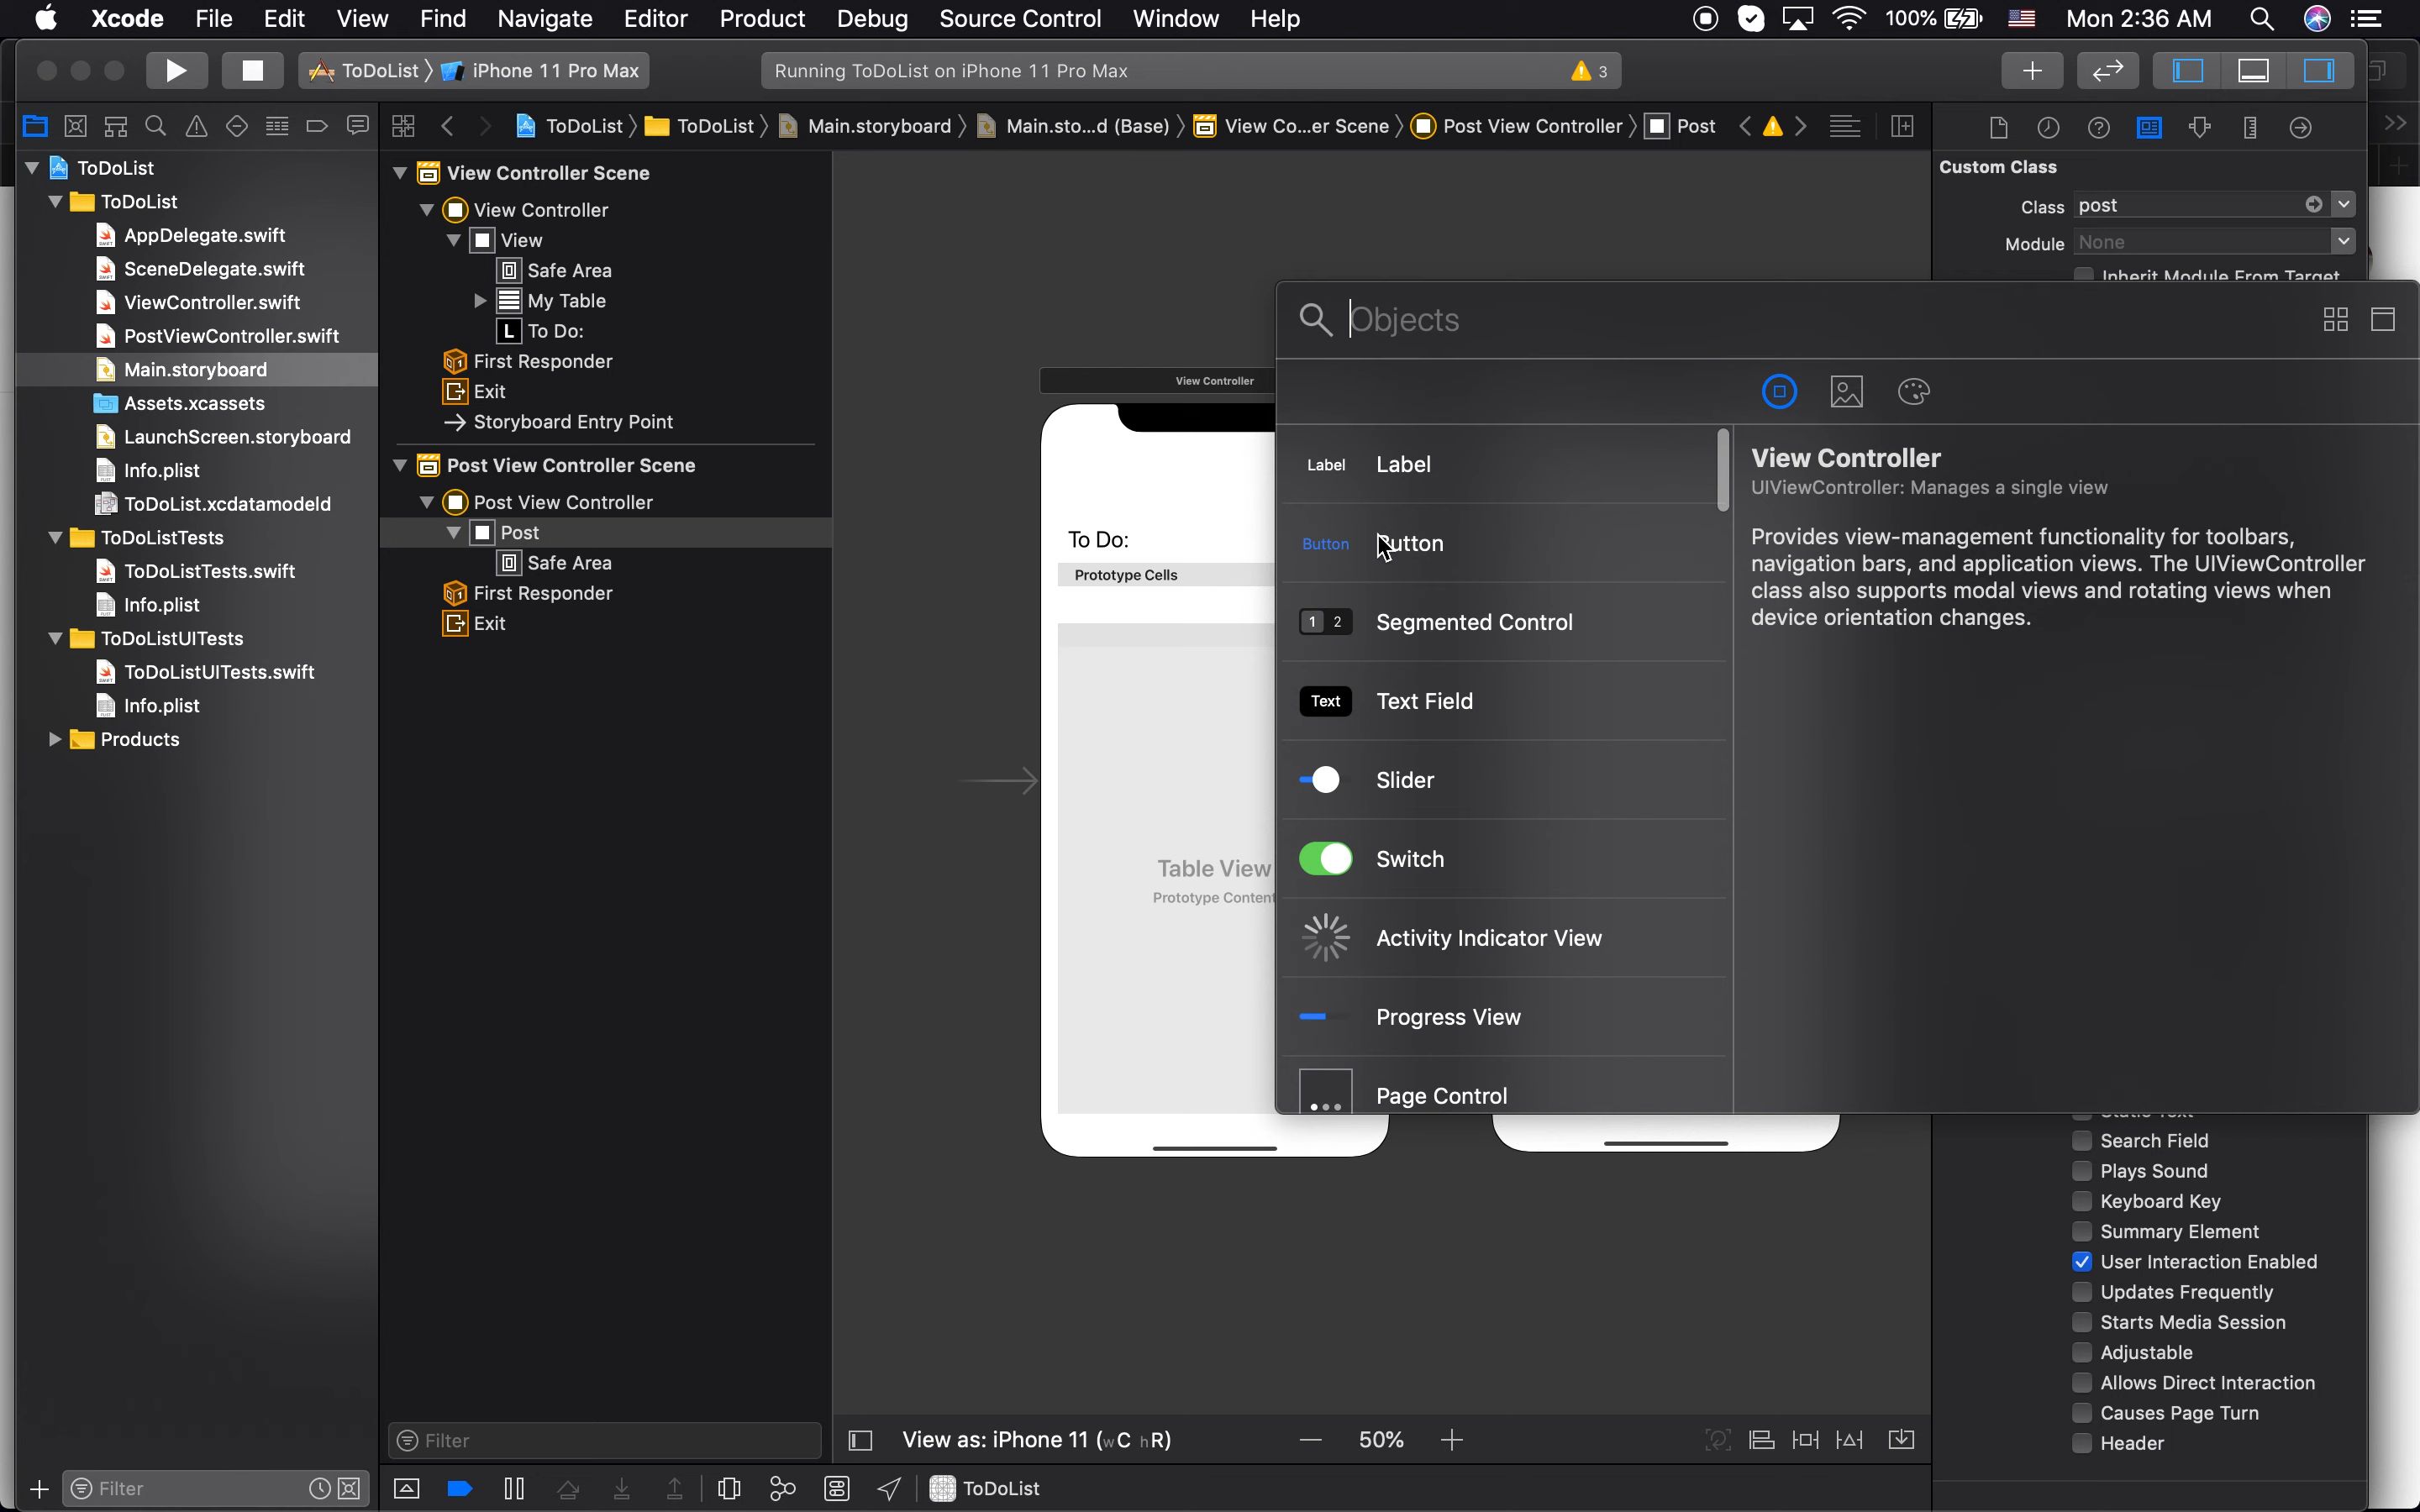 Xcode File Edit View Find Navigate Editor Product Debug Source Control Window Help 100% Mon 2:36 AM
ToDoList iPhone 11 Pro Max
Running ToDoList on iPhone 11 Pro Max 3
ToDoList ToDoList Main.storyboard Main.sto...d (Base) View Co...er Scene Post View Controller Post
ToDoList
ToDoList
AppDelegate.swift
SceneDelegate.swift
ViewController.swift
PostViewController.swift
Main.storyboard
Assets.xcassets
LaunchScreen.storyboard
Info.plist
ToDoList.xcdatamodeld
ToDoListTests
ToDoListTests.swift
Info.plist
ToDoListUITests
ToDoListUITests.swift
Info.plist
Products
Filter
View Controller Scene
View Controller
View
Safe Area
My Table
L To Do:
First Responder
Exit
Storyboard Entry Point
Post View Controller Scene
Post View Controller
Post
Safe Area
First Responder
Exit
Filter
View Controller
To Do:
Prototype Cells
Table View
Prototype Content
View as: iPhone 11 (wC hR)
50%
ToDoList
Custom Class
Class post
Module None
Inherit Module From Target
Objects
Label Label
Button Button
1 2 Segmented Control
Text Text Field
Slider
Switch
Activity Indicator View
Progress View
Page Control
View Controller
UIViewController: Manages a single view
Provides view-management functionality for toolbars,
navigation bars, and application views. The UIViewController
class also supports modal views and rotating views when
device orientation changes.
Search Field
Plays Sound
Keyboard Key
Summary Element
User Interaction Enabled
Updates Frequently
Starts Media Session
Adjustable
Allows Direct Interaction
Causes Page Turn
Header